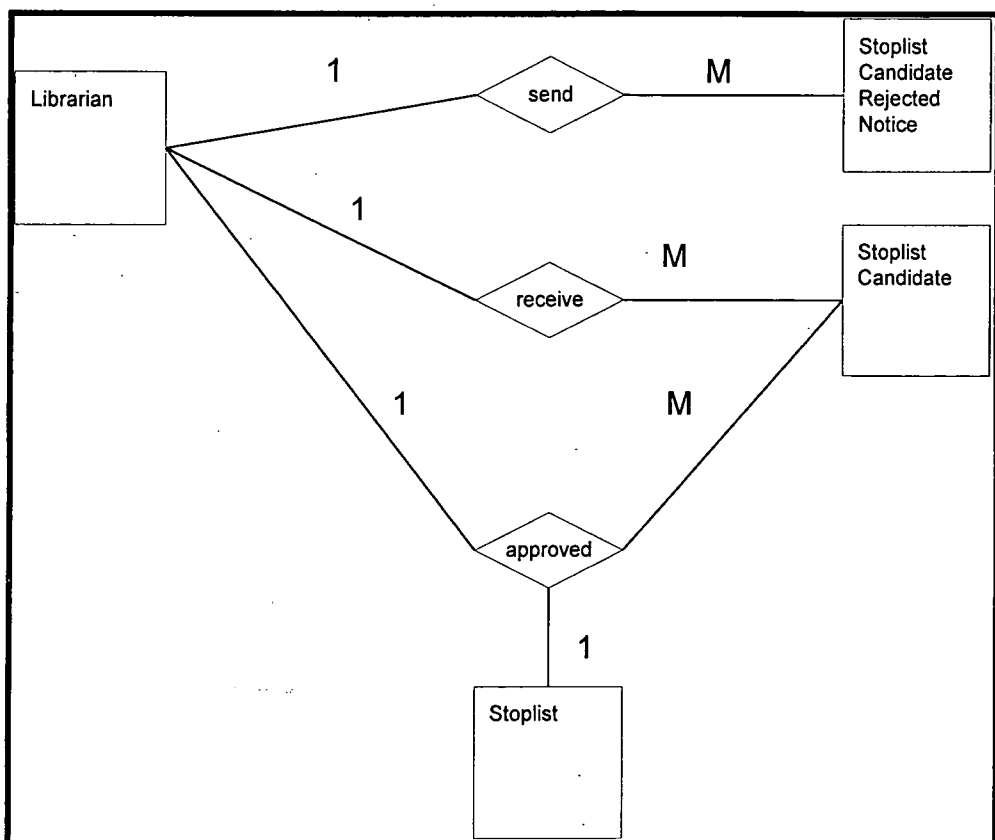 Librarian
1
send
M
Stoplist
Candidate
Rejected
Notice
1
receive
M
Stoplist
Candidate
1
approved
M
1
Stoplist